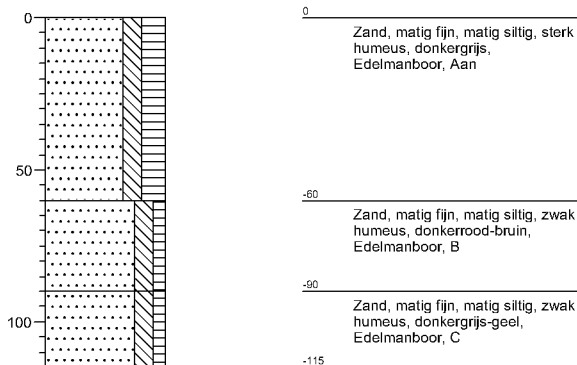 0
50
100
0
Zand, matig fijn, matig siltig, sterk
humeus, donkergrijs,
Edelmanboor, Aan
-60
Zand, matig fijn, matig siltig, zwak
humeus, donkerrood-bruin,
Edelmanboor, B
-90
Zand, matig fijn, matig siltig, zwak
humeus, donkergrijs-geel,
Edelmanboor, C
-115